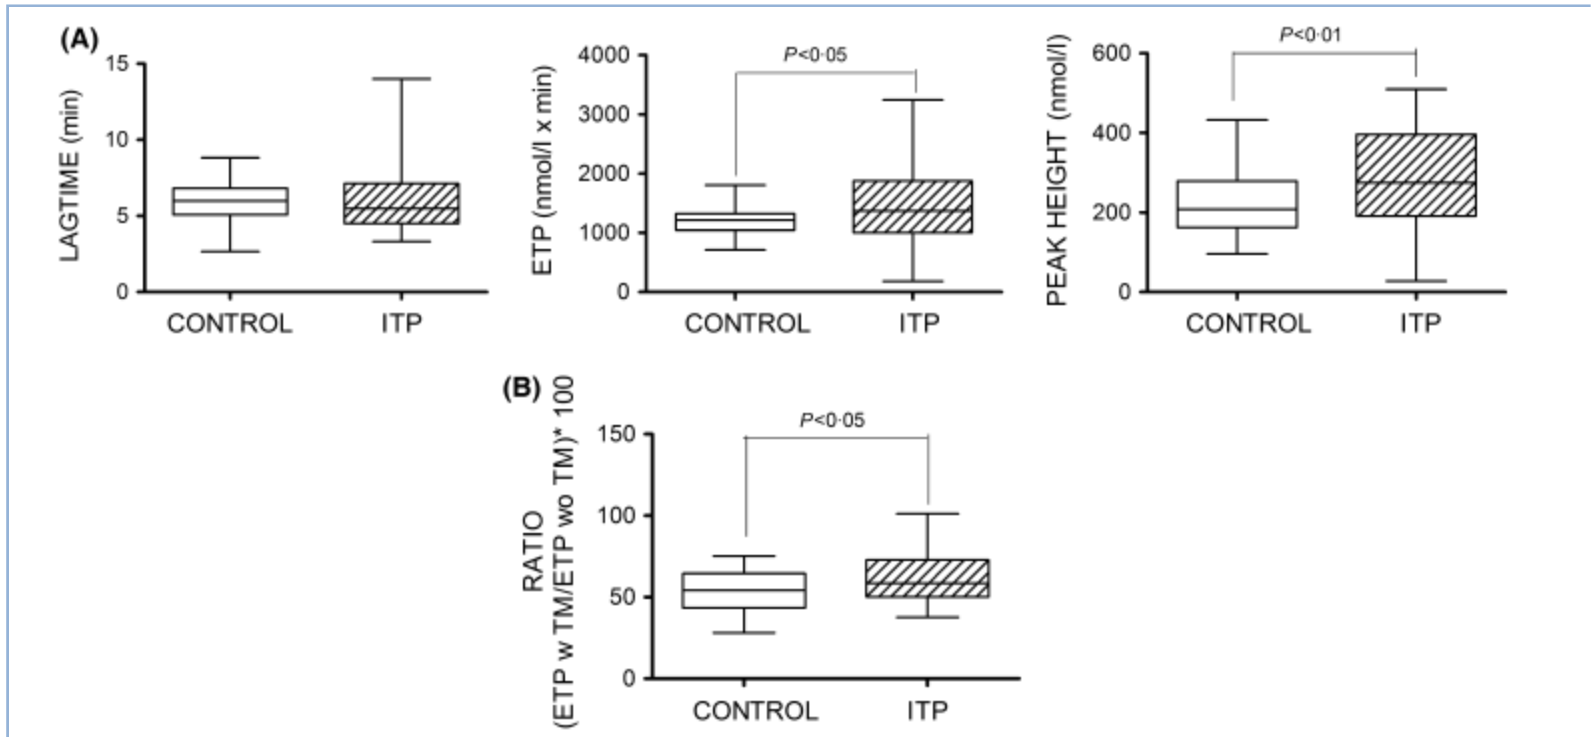 (A)
LAGTIME (min)
15
10
5
0
CONTROL ITP
ETP (nmol/l x min)
4000
3000
2000
1000
0
P<0·05
CONTROL ITP
PEAK HEIGHT (nmol/l)
600
400
200
0
P<0·01
CONTROL ITP
(B)
RATIO
(ETP w TM/ETP wo TM)* 100
150
100
50
0
P<0·05
CONTROL ITP